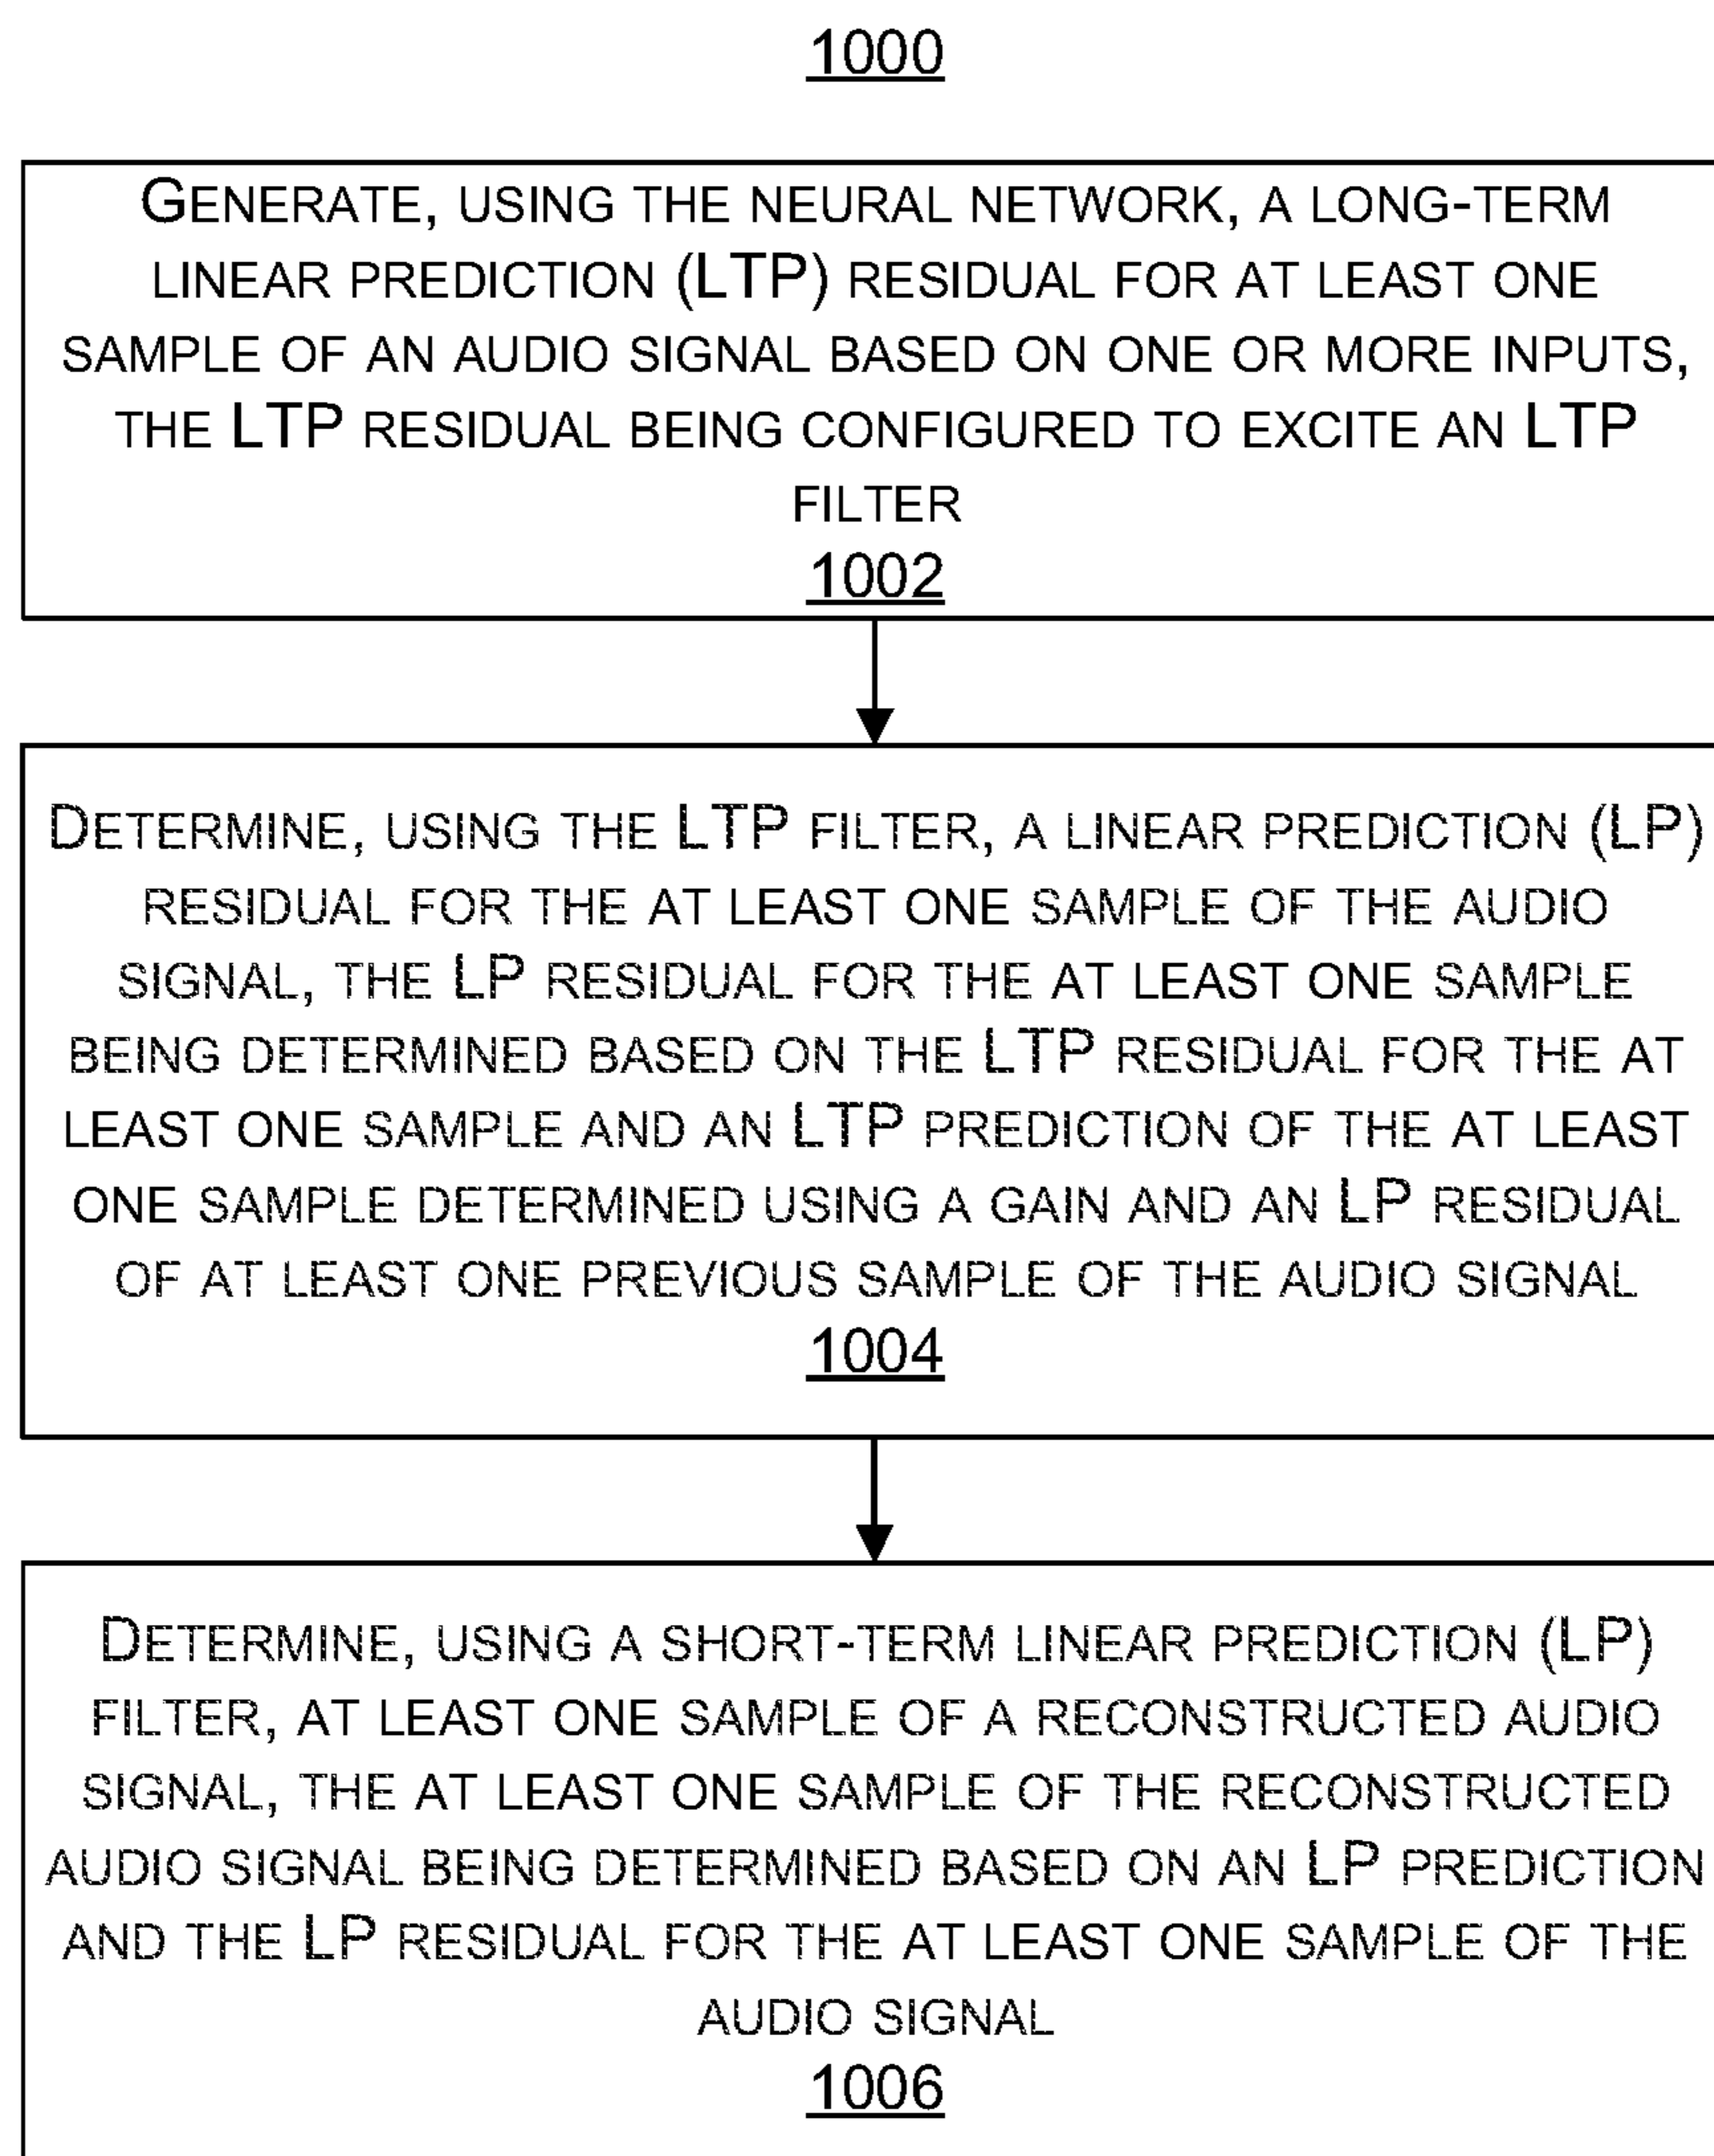 1000
GENERATE, USING THE NEURAL NETWORK, A LONG-TERM
LINEAR PREDICTION (LTP) RESIDUAL FOR AT LEAST ONE
SAMPLE OF AN AUDIO SIGNAL BASED ON ONE OR MORE INPUTS,
THE LTP RESIDUAL BEING CONFIGURED TO EXCITE AN LTP
FILTER
1002
DETERMINE, USING THE LTP FILTER, A LINEAR PREDICTION (LP)
RESIDUAL FOR THE AT LEAST ONE SAMPLE OF THE AUDIO
SIGNAL, THE LP RESIDUAL FOR THE AT LEAST ONE SAMPLE
BEING DETERMINED BASED ON THE LTP RESIDUAL FOR THE AT
LEAST ONE SAMPLE AND AN LTP PREDICTION OF THE AT LEAST
ONE SAMPLE DETERMINED USING A GAIN AND AN LP RESIDUAL
OF AT LEAST ONE PREVIOUS SAMPLE OF THE AUDIO SIGNAL
1004
DETERMINE, USING A SHORT-TERM LINEAR PREDICTION (LP)
FILTER, AT LEAST ONE SAMPLE OF A RECONSTRUCTED AUDIO
SIGNAL, THE AT LEAST ONE SAMPLE OF THE RECONSTRUCTED
AUDIO SIGNAL BEING DETERMINED BASED ON AN LP PREDICTION
AND THE LP RESIDUAL FOR THE AT LEAST ONE SAMPLE OF THE
AUDIO SIGNAL
1006